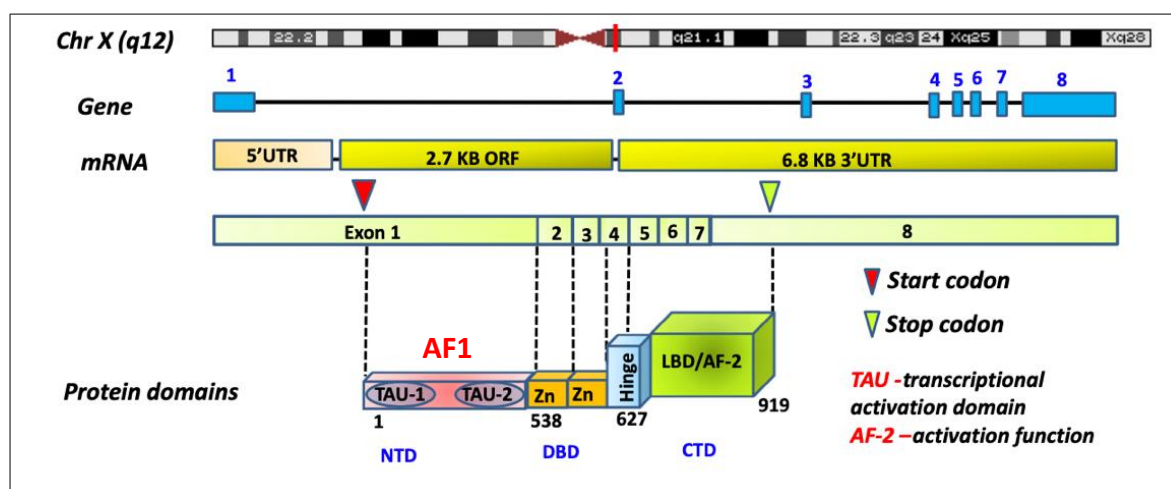 Chr X (q12)
22.2 q21.1 22.3 q23 24 Xq25 Xq28
1 2 3 4 5 6 7 8
Gene
mRNA
5'UTR 2.7 KB ORF 6.8 KB 3'UTR
Exon 1 2 3 4 5 6 7 8
Start codon
Stop codon
AF1
Protein domains
TAU-1 TAU-2 Zn Zn Hinge LBD/AF-2
1 538 627 919
NTD DBD CTD
TAU -transcriptional
activation domain
AF-2 –activation function